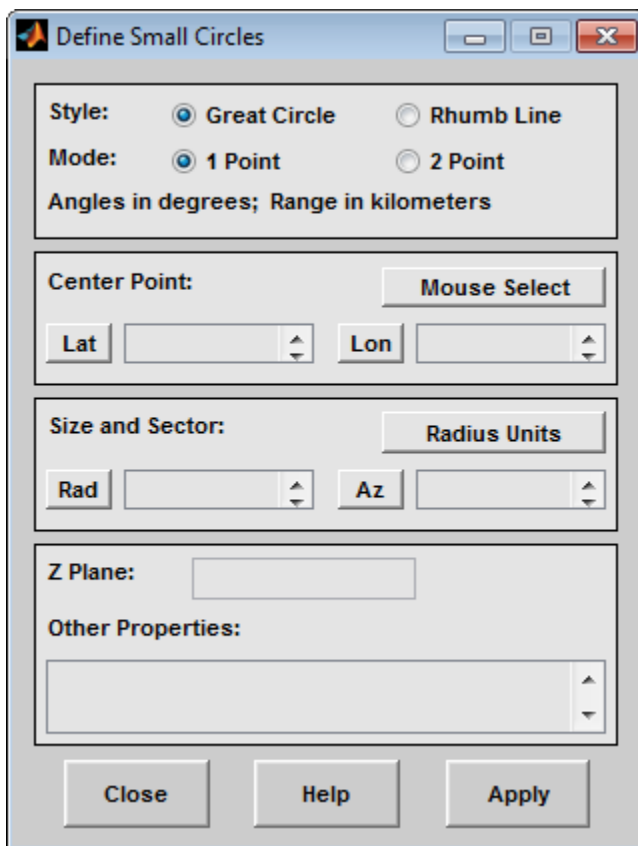 Define Small Circles
Style: Great Circle Rhumb Line
Mode: 1 Point 2 Point
Angles in degrees; Range in kilometers
Center Point: Mouse Select
Lat Lon
Size and Sector: Radius Units
Rad Az
Z Plane:
Other Properties:
Close Help Apply